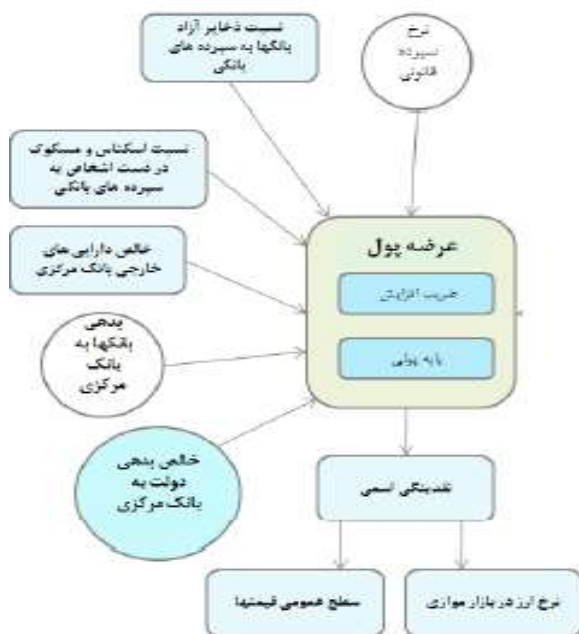 نسبت ذخایر آزاد
بانکها به سپرده های
بانکی
نرخ
سپرده
قانونی
نسبت اسکناس و مسکوک
در دست اشخاص به
سپرده های بانکی
خالص دارایی های
خارجی بانک مرکزی
بدهی
بانکها به
بانک
مرکزی
خالص بدهی
دولت به
بانک مرکزی
عرضه پول
ضریب افزایش
پایه پولی
نقدینگی اسمی
سطح عمومی قیمتها
نرخ ارز در بازار موازی